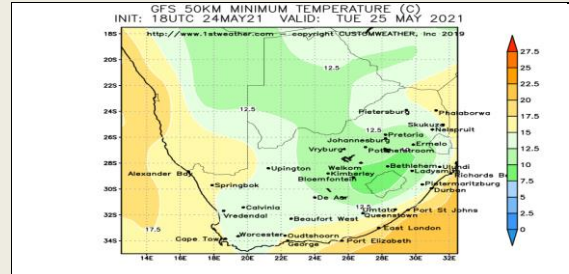 GFS 50KM MINIMUM TEMPERATURE (C)
INIT: 18UTC 24MAY21 VALID: TUE 25 MAY 2021
http://www.1stweather.com — copyright CUSTOMWEATHER, Inc 2019
18S
20S
22S
24S
26S
28S
30S
32S
34S
12.5
12.5
12.5
12.5
17.5
Pietersburg
Phalaborwa
Skukuza
Nelspruit
Pretoria
Johannesburg
Ermelo
Vryburg
Potchefstroom
Welkom
Bethlehem
Ulundi
Upington
Kimberley
Ladysmith
Richards B
Bloemfontein
Alexander Bay
Pietermaritzburg
Springbok
Durban
De Aar
Calvinia
Umtata
Port St Johns
Vredendal
Beaufort West
Queenstown
East London
Cape Town
Worcester
Oudtshoorn
George
Port Elizabeth
14E 16E 18E 20E 22E 24E 26E 28E 30E 32E
27.5
25
22.5
20
17.5
15
12.5
10
7.5
5
2.5
0